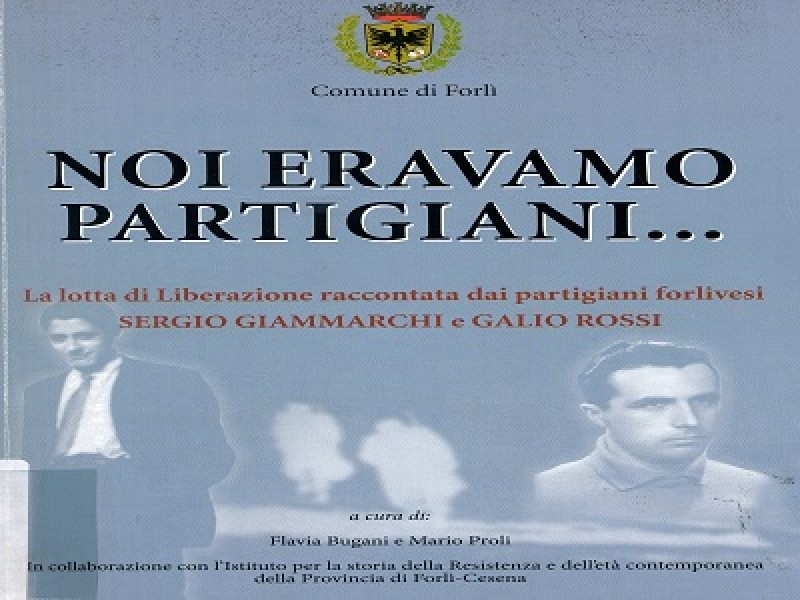 Comune di Forlì
NOI ERAVAMO
PARTIGIANI...
La lotta di Liberazione raccontata dai partigiani forlivesi
SERGIO GIAMMARCHI e GALIO ROSSI
a cura di:
Flavia Bugani e Mario Proli
In collaborazione con l'Istituto per la storia della Resistenza e dell'età contemporanea
della Provincia di Forlì-Cesena